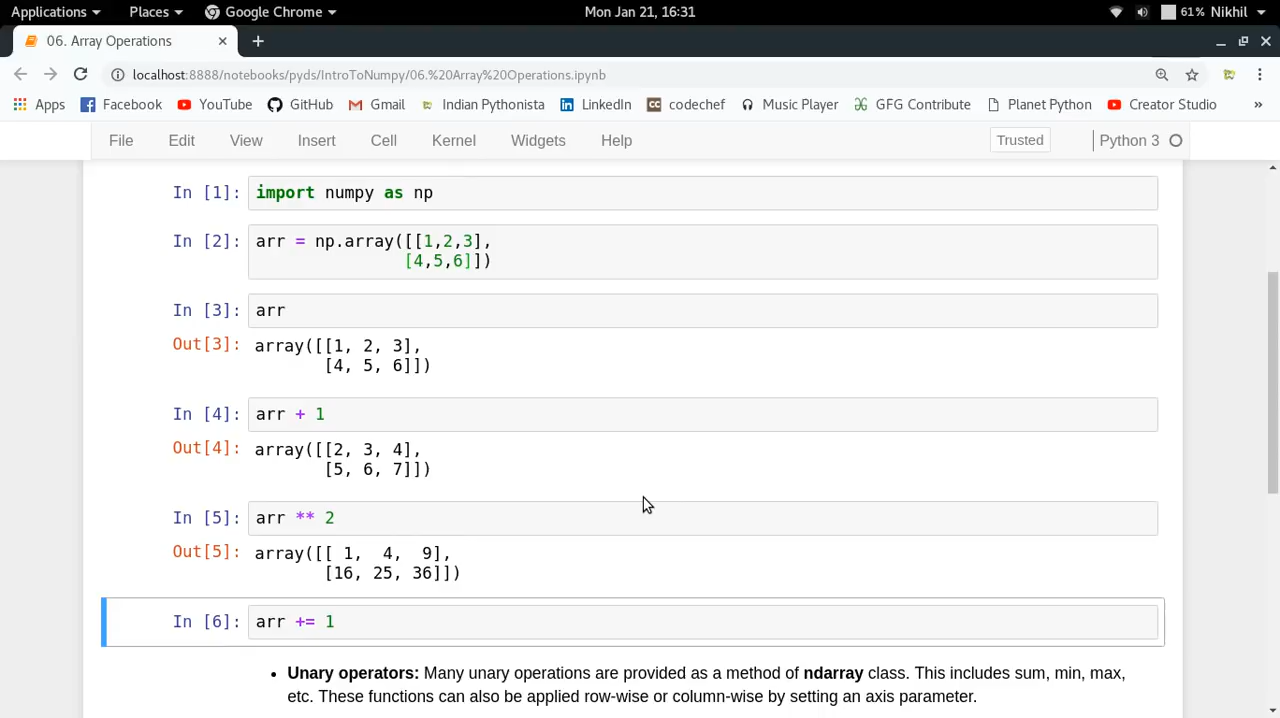 Applications Places Google Chrome Mon Jan 21, 16:31 61% Nikhil
06. Array Operations
localhost:8888/notebooks/pyds/IntroToNumpy/06.%20Array%20Operations.ipynb
Apps Facebook YouTube GitHub Gmail Indian Pythonista LinkedIn CC codechef Music Player GFG Contribute Planet Python Creator Studio »
File Edit View Insert Cell Kernel Widgets Help Trusted Python 3
In [1]: import numpy as np
In [2]: arr = np.array([[1,2,3],
[4,5,6]])
In [3]: arr
Out[3]: array([[1, 2, 3],
[4, 5, 6]])
In [4]: arr + 1
Out[4]: array([[2, 3, 4],
[5, 6, 7]])
In [5]: arr ** 2
Out[5]: array([[ 1,  4,  9],
[16, 25, 36]])
In [6]: arr += 1
• Unary operators: Many unary operations are provided as a method of ndarray class. This includes sum, min, max,
etc. These functions can also be applied row-wise or column-wise by setting an axis parameter.